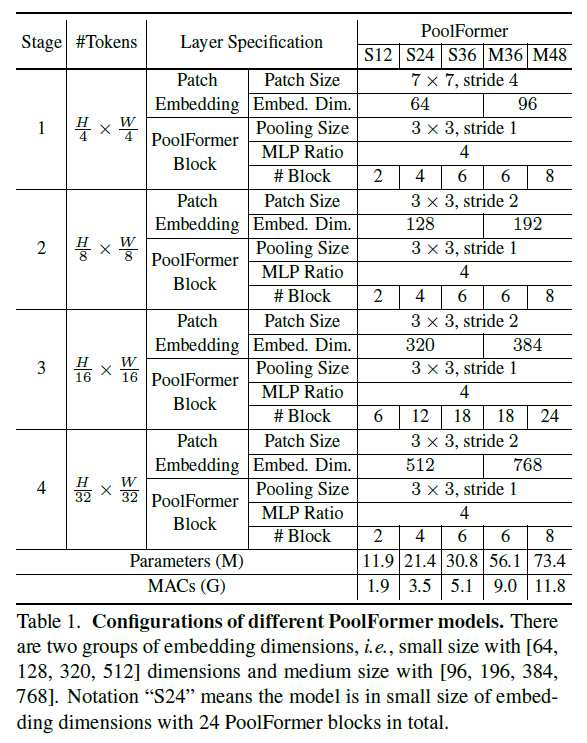 Stage #Tokens Layer Specification PoolFormer
S12 S24 S36 M36 M48
1 H/4 × W/4 Patch Embedding Patch Size 7 × 7, stride 4
Embed. Dim. 64 96
PoolFormer Block Pooling Size 3 × 3, stride 1
MLP Ratio 4
# Block 2 4 6 6 8
2 H/8 × W/8 Patch Embedding Patch Size 3 × 3, stride 2
Embed. Dim. 128 192
PoolFormer Block Pooling Size 3 × 3, stride 1
MLP Ratio 4
# Block 2 4 6 6 8
3 H/16 × W/16 Patch Embedding Patch Size 3 × 3, stride 2
Embed. Dim. 320 384
PoolFormer Block Pooling Size 3 × 3, stride 1
MLP Ratio 4
# Block 6 12 18 18 24
4 H/32 × W/32 Patch Embedding Patch Size 3 × 3, stride 2
Embed. Dim. 512 768
PoolFormer Block Pooling Size 3 × 3, stride 1
MLP Ratio 4
# Block 2 4 6 6 8
Parameters (M) 11.9 21.4 30.8 56.1 73.4
MACs (G) 1.9 3.5 5.1 9.0 11.8
Table 1. Configurations of different PoolFormer models. There
are two groups of embedding dimensions, i.e., small size with [64,
128, 320, 512] dimensions and medium size with [96, 196, 384,
768]. Notation “S24” means the model is in small size of embed-
ding dimensions with 24 PoolFormer blocks in total.